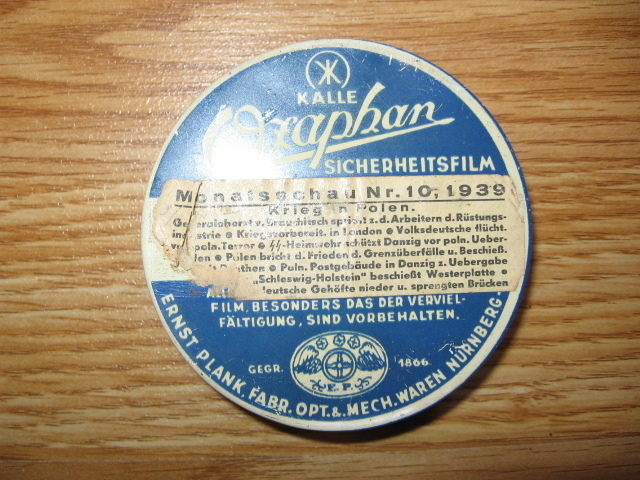 K
KALLE
Ozaphan
SICHERHEITSFILM
Monatsschau Nr. 10, 1939
Krieg in Polen.
Generaloberst v. Brauchitsch spricht z. d. Arbeitern d. Rüstungs-
industrie ● Kriegsvorbereit. in London ● Volksdeutsche flücht.
vor poln. Terror ● SS-Heimwehr schützt Danzig vor poln. Ueber-
Polen bricht d. Frieden d. Grenzüberfälle u. Beschieß.
Poln. Postgebäude in Danzig z. Uebergabe
„Schleswig-Holstein" beschießt Westerplatte ●
deutsche Gehöfte nieder u. sprengten Brücken
FILM, BESONDERS DAS DER VERVIEL-
FÄLTIGUNG, SIND VORBEHALTEN.
GEGR. 1866
E. P.
ERNST PLANK, FABR. OPT. & MECH. WAREN NÜRNBERG